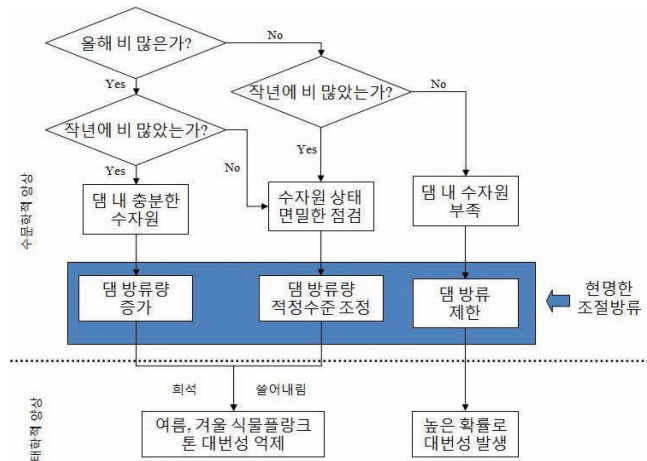 올해 비 많은가?
No
Yes
작년에 비 많았는가?
No
작년에 비 많았는가?
Yes
No
Yes
댐 내 충분한
수자원
수자원 상태
면밀한 점검
댐 내 수자원
부족
수문학적 양상
댐 방류량
증가
댐 방류량
적정수준 조정
댐 방류
제한
현명한
조절방류
희석
쓸어내림
태학적 양상
여름, 겨울 식물플랑크
톤 대번성 억제
높은 확률로
대번성 발생